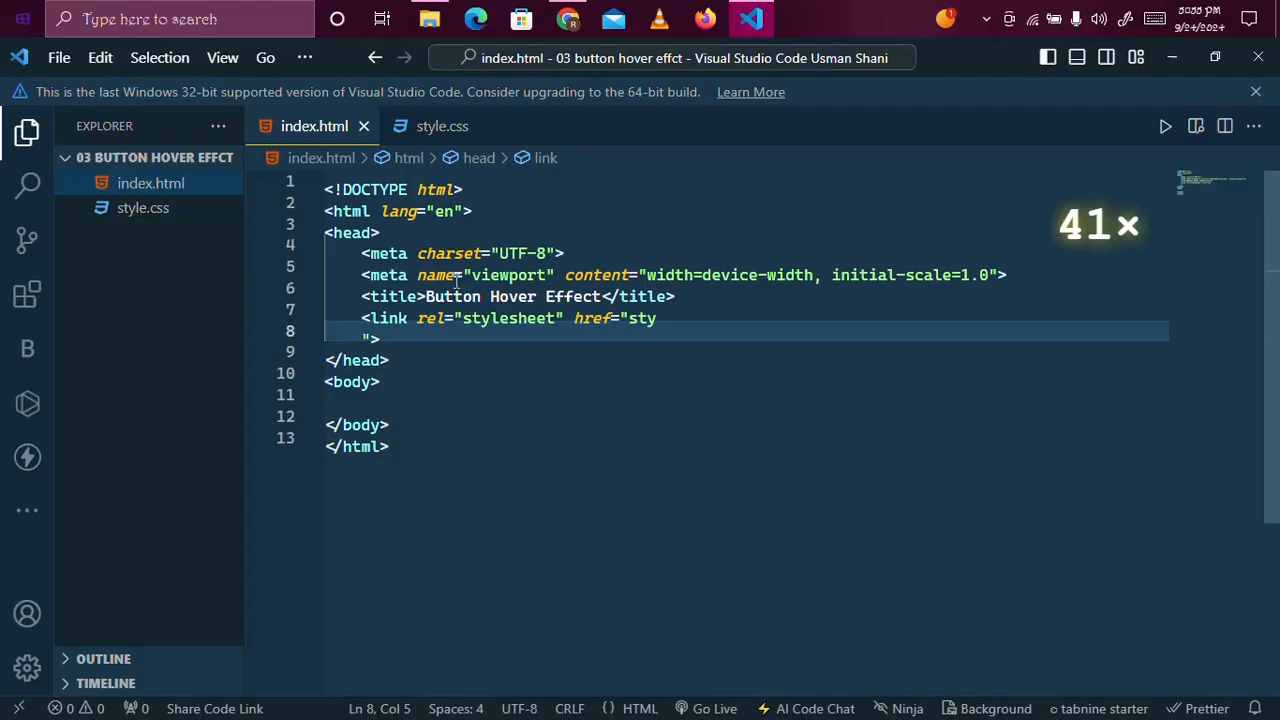 Type here to search
5:55 PM
9/24/2024
File Edit Selection View Go ···
index.html - 03 button hover effct - Visual Studio Code Usman Shani
This is the last Windows 32-bit supported version of Visual Studio Code. Consider upgrading to the 64-bit build. Learn More
EXPLORER
index.html
style.css
03 BUTTON HOVER EFFCT
index.html > html > head > link
index.html
style.css
1 <!DOCTYPE html>
2 <html lang="en">
3 <head>
4 <meta charset="UTF-8">
5 <meta name="viewport" content="width=device-width, initial-scale=1.0">
6 <title>Button Hover Effect</title>
7 <link rel="stylesheet" href="sty
8 ">
9 </head>
10 <body>
11
12 </body>
13 </html>
41×
OUTLINE
TIMELINE
0 0 0 Share Code Link Ln 8, Col 5 Spaces: 4 UTF-8 CRLF {} HTML Go Live AI Code Chat Ninja Background tabnine starter Prettier